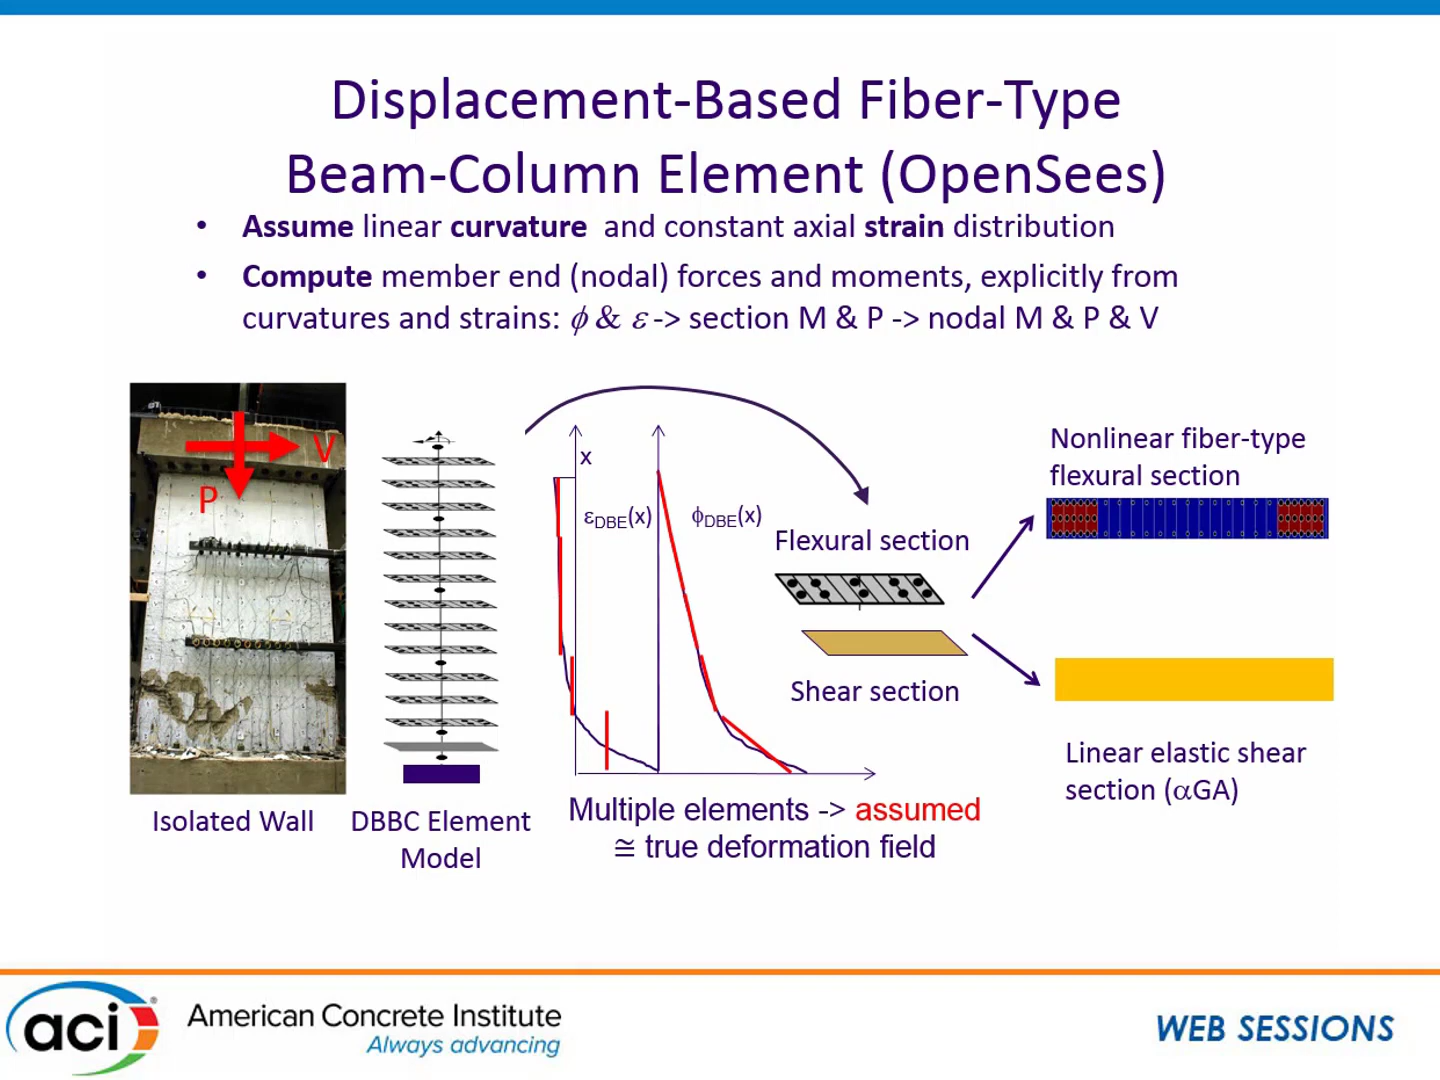 Displacement-Based Fiber-Type
Beam-Column Element (OpenSees)
• Assume linear curvature and constant axial strain distribution
• Compute member end (nodal) forces and moments, explicitly from
curvatures and strains: ϕ & ε -> section M & P -> nodal M & P & V
V
P
Isolated Wall
DBBC Element
Model
x
εDBE(x)
ϕDBE(x)
Multiple elements -> assumed
≅ true deformation field
Flexural section
Shear section
Nonlinear fiber-type
flexural section
Linear elastic shear
section (αGA)
aci®
American Concrete Institute
Always advancing
WEB SESSIONS